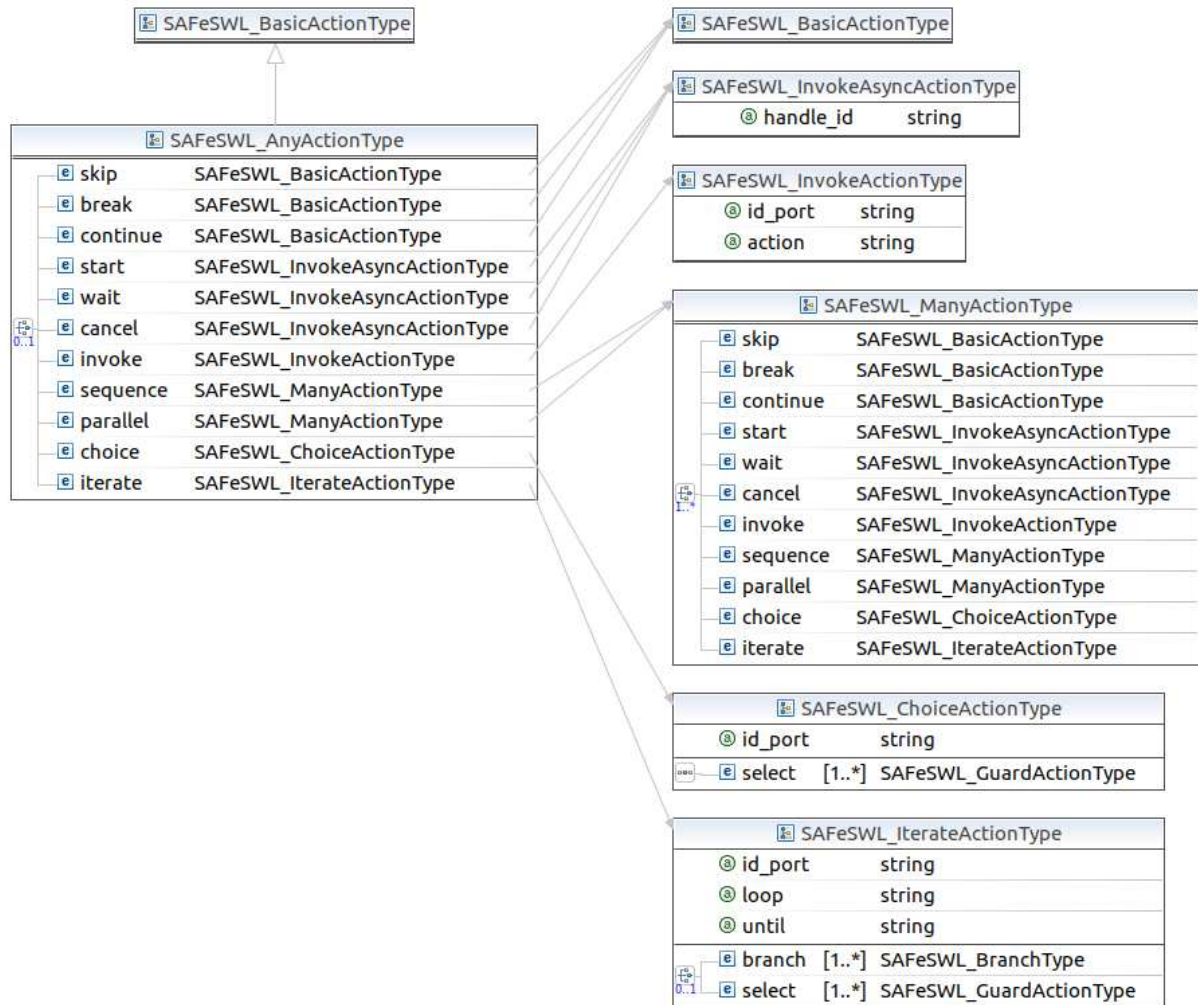 SAFeSWL_BasicActionType
SAFeSWL_AnyActionType
e skip SAFeSWL_BasicActionType
e break SAFeSWL_BasicActionType
e continue SAFeSWL_BasicActionType
e start SAFeSWL_InvokeAsyncActionType
e wait SAFeSWL_InvokeAsyncActionType
e cancel SAFeSWL_InvokeAsyncActionType
0..1
e invoke SAFeSWL_InvokeActionType
e sequence SAFeSWL_ManyActionType
e parallel SAFeSWL_ManyActionType
e choice SAFeSWL_ChoiceActionType
e iterate SAFeSWL_IterateActionType
SAFeSWL_BasicActionType
SAFeSWL_InvokeAsyncActionType
a handle_id string
SAFeSWL_InvokeActionType
a id_port string
a action string
SAFeSWL_ManyActionType
e skip SAFeSWL_BasicActionType
e break SAFeSWL_BasicActionType
e continue SAFeSWL_BasicActionType
e start SAFeSWL_InvokeAsyncActionType
e wait SAFeSWL_InvokeAsyncActionType
e cancel SAFeSWL_InvokeAsyncActionType
1..*
e invoke SAFeSWL_InvokeActionType
e sequence SAFeSWL_ManyActionType
e parallel SAFeSWL_ManyActionType
e choice SAFeSWL_ChoiceActionType
e iterate SAFeSWL_IterateActionType
SAFeSWL_ChoiceActionType
a id_port string
e select [1..*] SAFeSWL_GuardActionType
SAFeSWL_IterateActionType
a id_port string
a loop string
a until string
e branch [1..*] SAFeSWL_BranchType
0..1
e select [1..*] SAFeSWL_GuardActionType